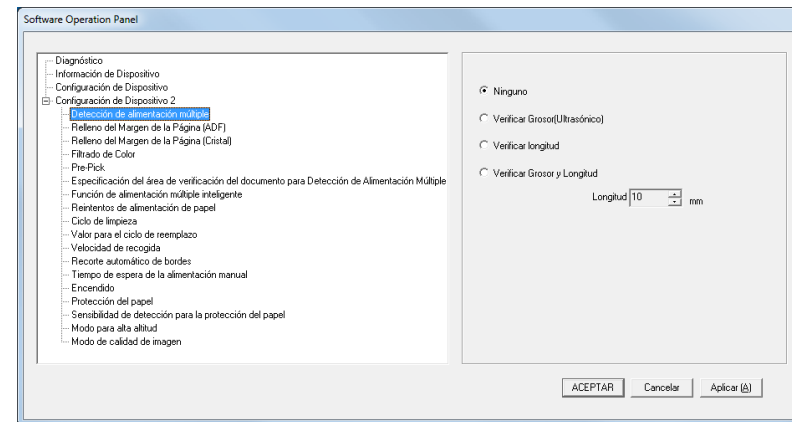 Software Operation Panel
Diagnóstico
Información de Dispositivo
Configuración de Dispositivo
Configuración de Dispositivo 2
Detección de alimentación múltiple
Relleno del Margen de la Página (ADF)
Relleno del Margen de la Página (Cristal)
Filtrado de Color
Pre-Pick
Especificación del área de verificación del documento para Detección de Alimentación Múltiple
Función de alimentación múltiple inteligente
Reintentos de alimentación de papel
Ciclo de limpieza
Valor para el ciclo de reemplazo
Velocidad de recogida
Recorte automático de bordes
Tiempo de espera de la alimentación manual
Encendido
Protección del papel
Sensibilidad de detección para la protección del papel
Modo para alta altitud
Modo de calidad de imagen
Ninguno
Verificar Grosor(Ultrasónico)
Verificar longitud
Verificar Grosor y Longitud
Longitud 10 mm
ACEPTAR Cancelar Aplicar (A)